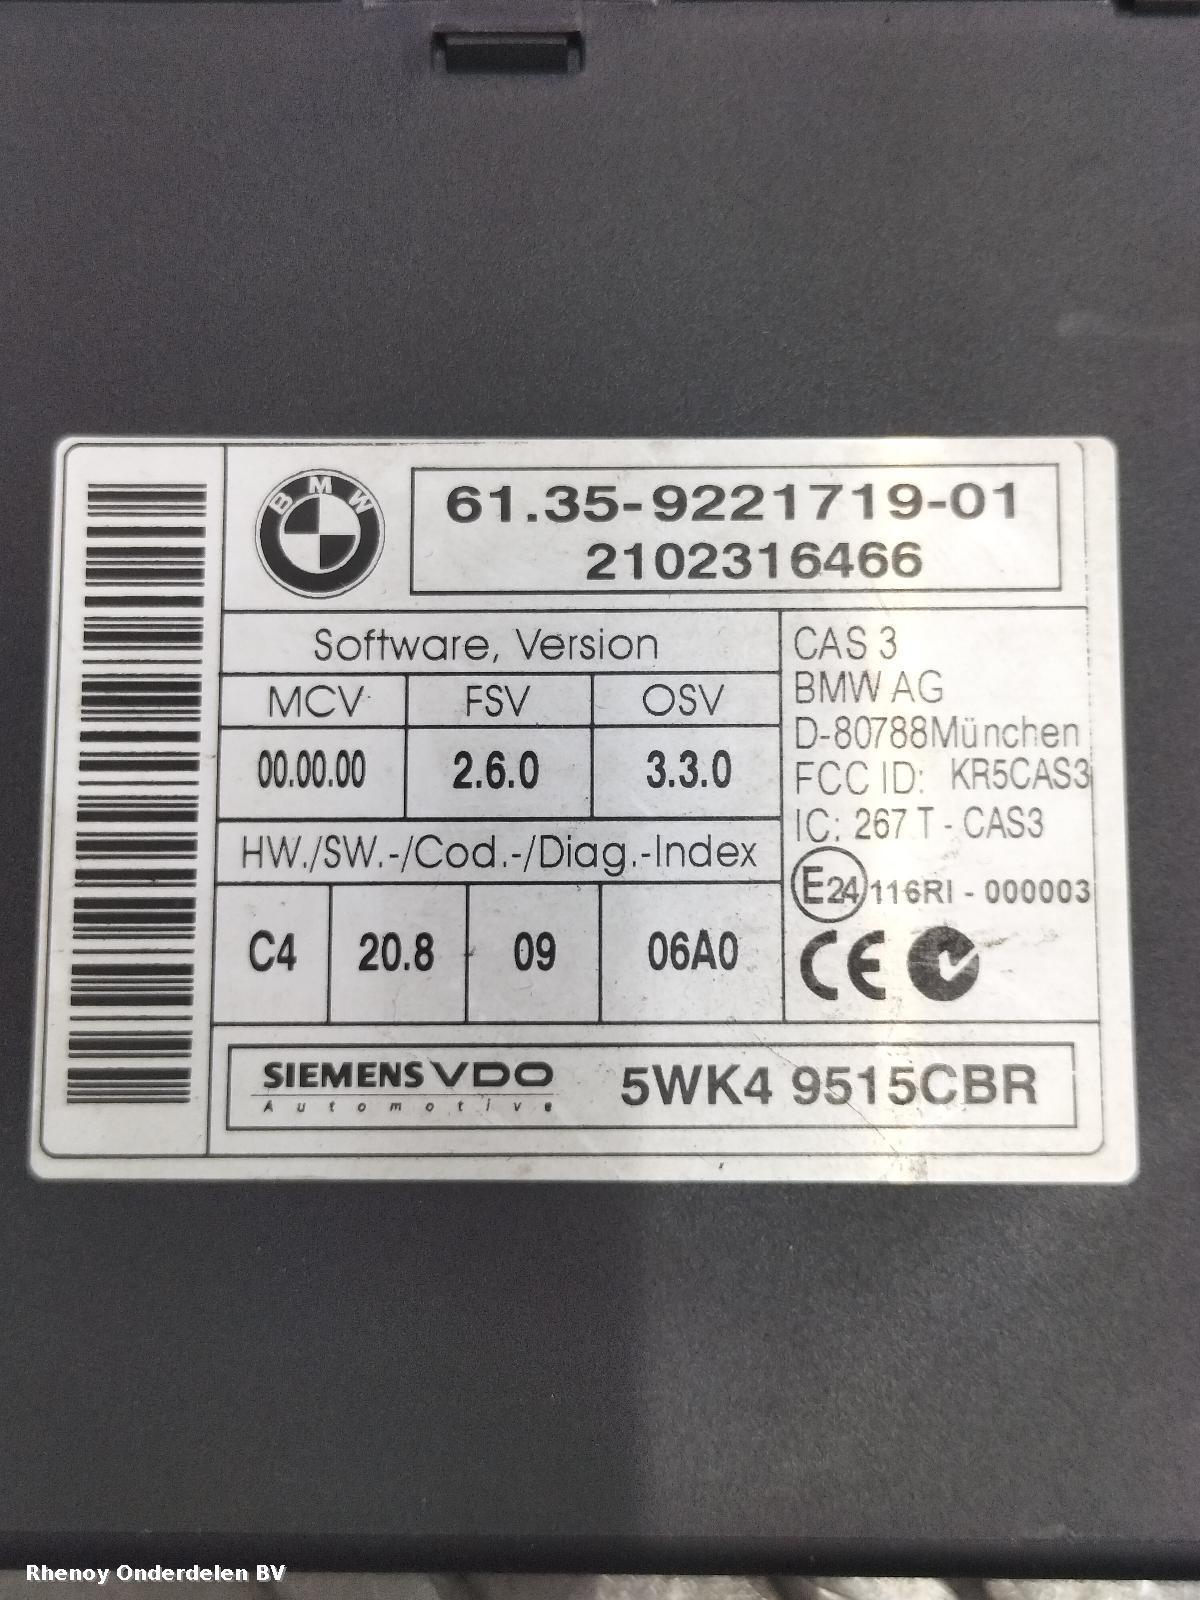 BMW
61.35-9221719-01
2102316466
Software, Version
MCV FSV OSV
00.00.00 2.6.0 3.3.0
HW./SW.-/Cod.-/Diag.-Index
C4 20.8 09 06A0
CAS 3
BMW AG
D-80788München
FCC ID: KR5CAS3
IC: 267 T - CAS3
E24 116RI - 000003
CE
SIEMENS VDO
Automotive
5WK4 9515CBR
Rhenoy Onderdelen BV